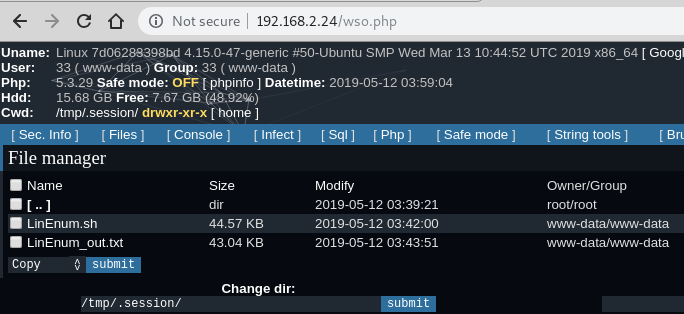 Not secure | 192.168.2.24/wso.php
Uname: Linux 7d06288398bd 4.15.0-47-generic #50-Ubuntu SMP Wed Mar 13 10:44:52 UTC 2019 x86_64 [ Goog
User: 33 ( www-data ) Group: 33 ( www-data )
Php: 5.3.29 Safe mode: OFF [ phpinfo ] Datetime: 2019-05-12 03:59:04
Hdd: 15.68 GB Free: 7.67 GB (48.92%)
Cwd: /tmp/.session/ drwxr-xr-x [ home ]
[ Sec. Info ] [ Files ] [ Console ] [ Infect ] [ Sql ] [ Php ] [ Safe mode ] [ String tools ] [ Bru
File manager
Name Size Modify Owner/Group
[ .. ] dir 2019-05-12 03:39:21 root/root
LinEnum.sh 44.57 KB 2019-05-12 03:42:00 www-data/www-data
LinEnum_out.txt 43.04 KB 2019-05-12 03:43:51 www-data/www-data
Copy submit
Change dir:
/tmp/.session/ submit